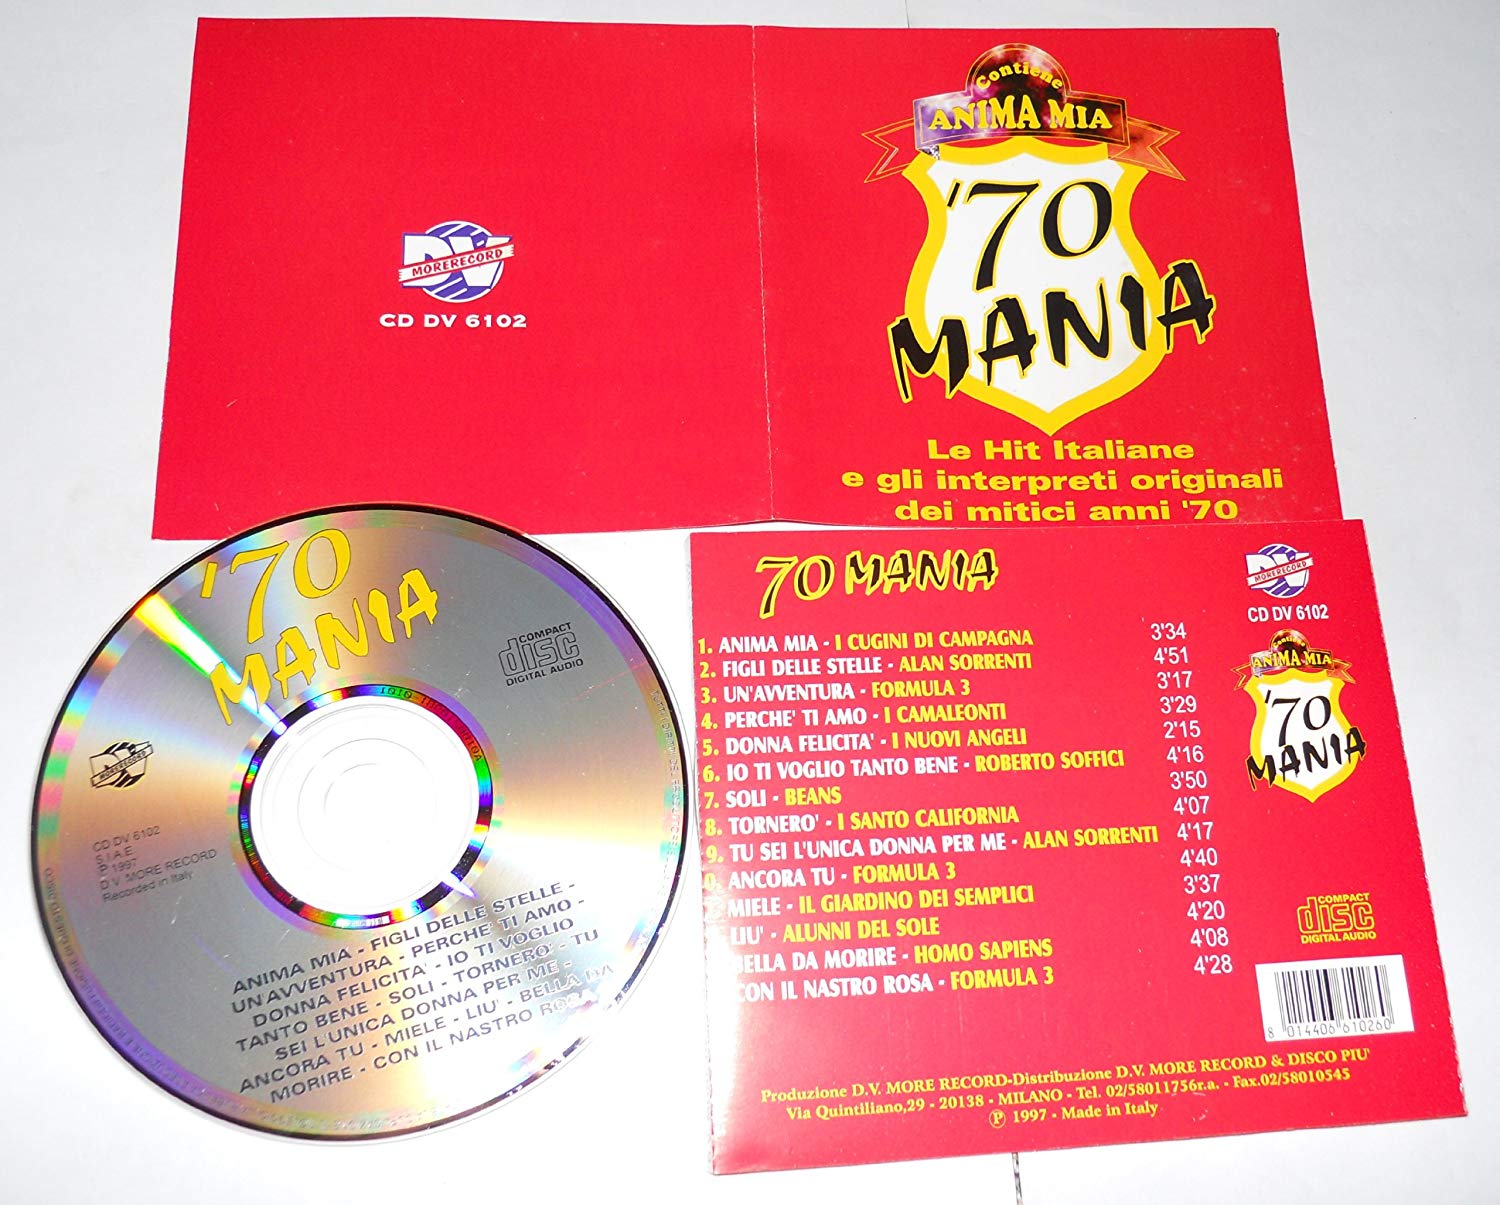 MORERECORD
CD DV 6102
Contiene
ANIMA MIA
'70
MANIA
Le Hit Italiane
e gli interpreti originali
dei mitici anni '70
'70
MANIA
COMPACT
disc
DIGITAL AUDIO
MORERECORD
CD DV 6102
S.I.A.E.
P 1997
D.V. MORE RECORD
Recorded in Italy
ANIMA MIA - FIGLI DELLE STELLE -
UN'AVVENTURA - PERCHE' TI AMO -
DONNA FELICITA' - IO TI VOGLIO
TANTO BENE - SOLI - TORNERO' - TU
SEI L'UNICA DONNA PER ME -
ANCORA TU - MIELE - LIU' - BELLA DA
MORIRE - CON IL NASTRO ROSA
70 MANIA
1. ANIMA MIA - I CUGINI DI CAMPAGNA 3'34
2. FIGLI DELLE STELLE - ALAN SORRENTI 4'51
3. UN'AVVENTURA - FORMULA 3 3'17
4. PERCHE' TI AMO - I CAMALEONTI 3'29
5. DONNA FELICITA' - I NUOVI ANGELI 2'15
6. IO TI VOGLIO TANTO BENE - ROBERTO SOFFICI 4'16
7. SOLI - BEANS 3'50
8. TORNERO' - I SANTO CALIFORNIA 4'07
9. TU SEI L'UNICA DONNA PER ME - ALAN SORRENTI 4'17
0. ANCORA TU - FORMULA 3 4'40
MIELE - IL GIARDINO DEI SEMPLICI 3'37
LIU' - ALUNNI DEL SOLE 4'20
BELLA DA MORIRE - HOMO SAPIENS 4'08
CON IL NASTRO ROSA - FORMULA 3 4'28
DV
MORERECORD
CD DV 6102
Contiene
ANIMA MIA
'70
MANIA
COMPACT
disc
DIGITAL AUDIO
8 014406 610260
Produzione D.V. MORE RECORD-Distribuzione D.V. MORE RECORD & DISCO PIU'
Via Quintiliano,29 - 20138 - MILANO - Tel. 02/58011756r.a. - Fax.02/58010545
℗ 1997 - Made in Italy